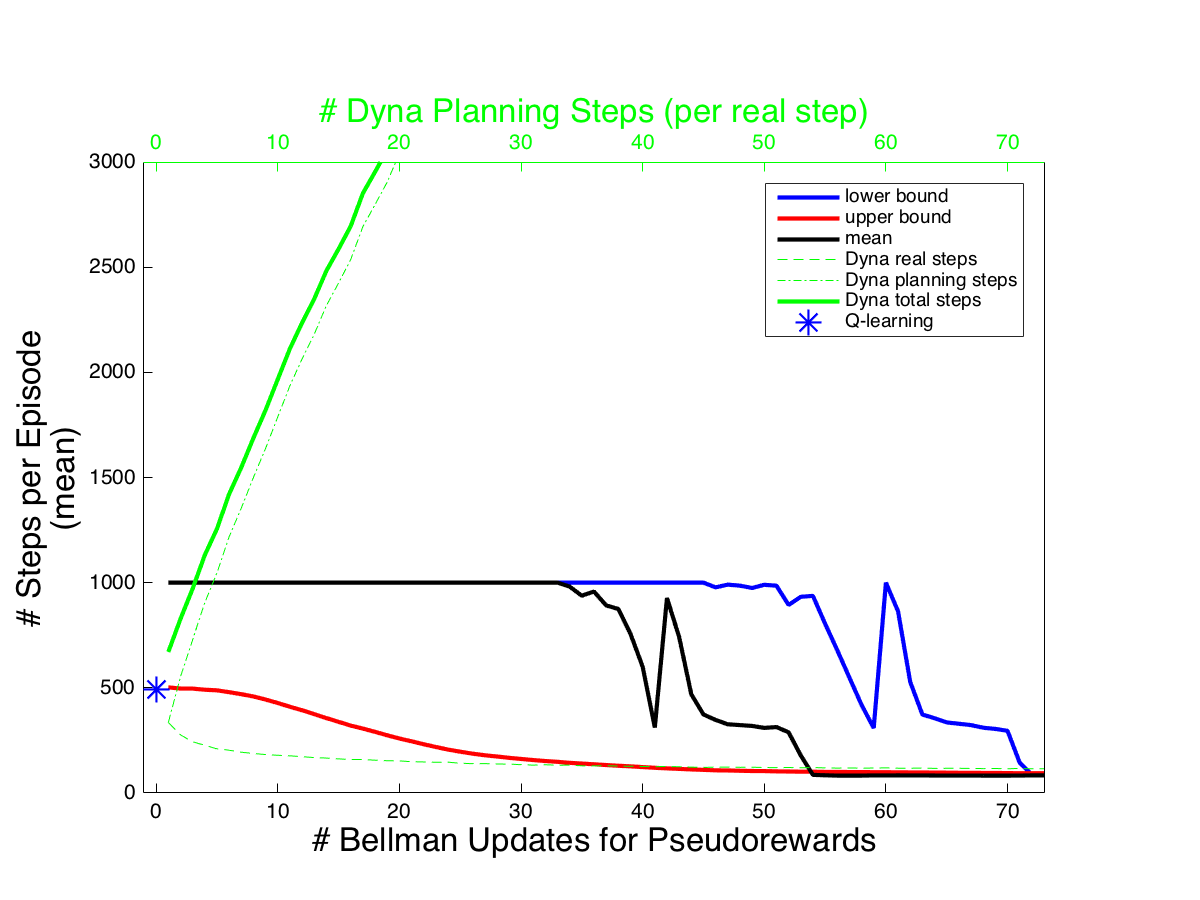 # Dyna Planning Steps (per real step)
0 10 20 30 40 50 60 70
3000
2500
2000
1500
1000
500
0
# Steps per Episode
(mean)
lower bound
upper bound
mean
Dyna real steps
Dyna planning steps
Dyna total steps
Q-learning
0 10 20 30 40 50 60 70
# Bellman Updates for Pseudorewards